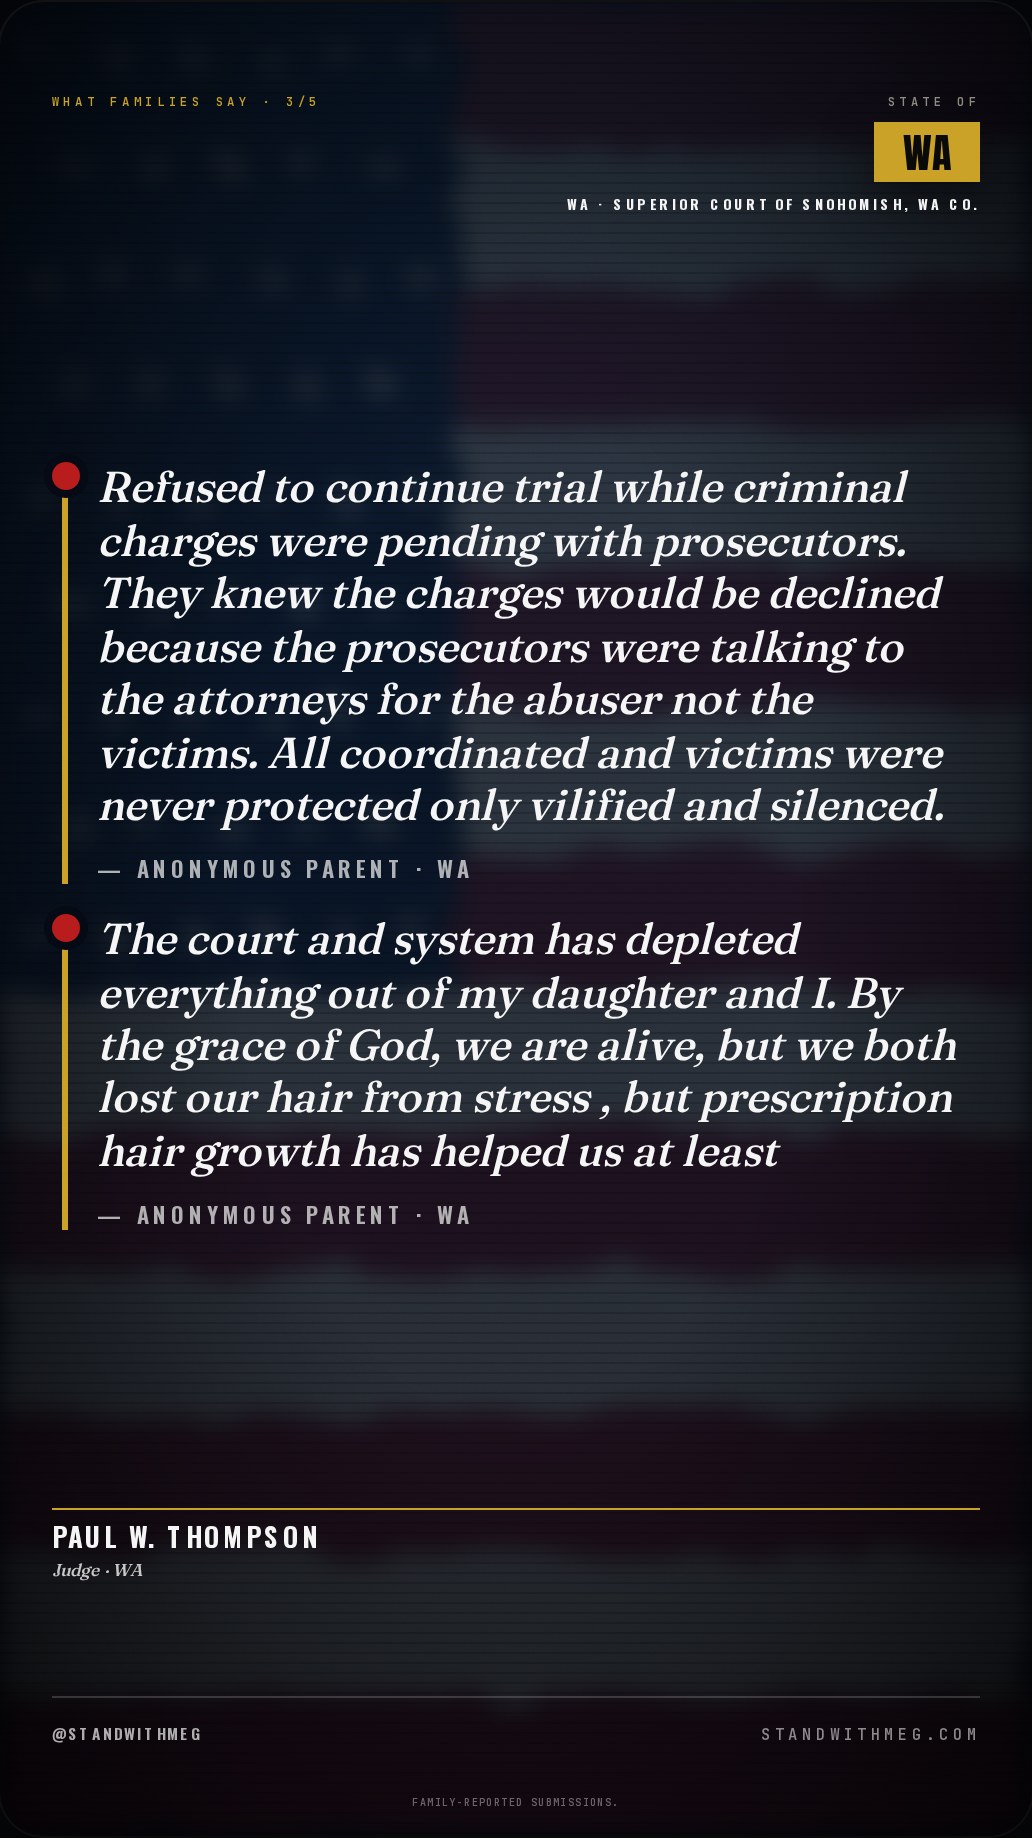 WHAT FAMILIES SAY · 3/5
STATE OF
WA
WA · SUPERIOR COURT OF SNOHOMISH, WA CO.
Refused to continue trial while criminal
charges were pending with prosecutors.
They knew the charges would be declined
because the prosecutors were talking to
the attorneys for the abuser not the
victims. All coordinated and victims were
never protected only vilified and silenced.
— ANONYMOUS PARENT · WA
The court and system has depleted
everything out of my daughter and I. By
the grace of God, we are alive, but we both
lost our hair from stress , but prescription
hair growth has helped us at least
— ANONYMOUS PARENT · WA
PAUL W. THOMPSON
Judge · WA
@STANDWITHMEG
STANDWITHMEG.COM
FAMILY-REPORTED SUBMISSIONS.